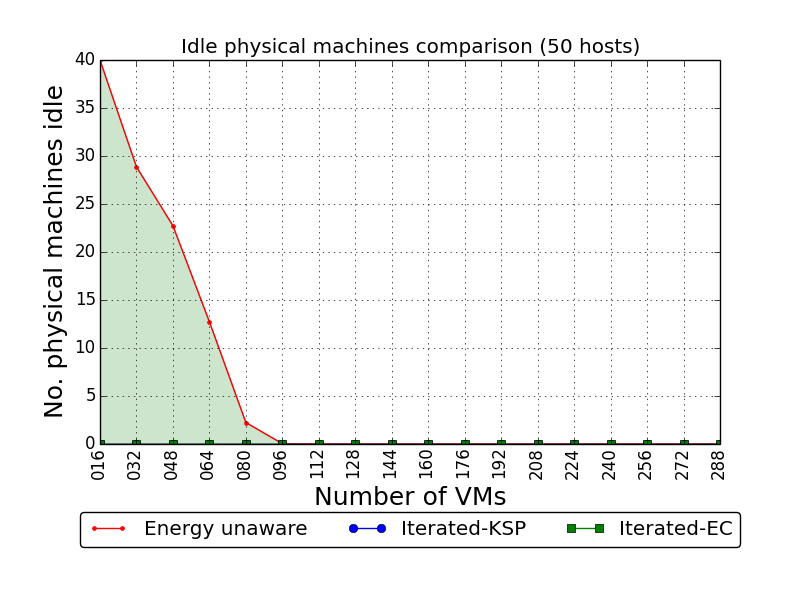 Idle physical machines comparison (50 hosts)
No. physical machines idle
40
35
30
25
20
15
10
5
0
016 032 048 064 080 096 112 128 144 160 176 192 208 224 240 256 272 288
Number of VMs
Energy unaware Iterated-KSP Iterated-EC